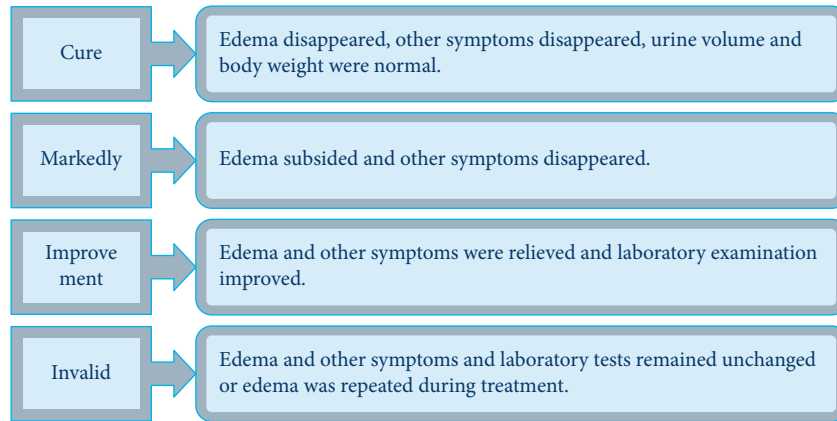 Cure
Edema disappeared, other symptoms disappeared, urine volume and
body weight were normal.
Markedly
Edema subsided and other symptoms disappeared.
Improve
ment
Edema and other symptoms were relieved and laboratory examination
improved.
Invalid
Edema and other symptoms and laboratory tests remained unchanged
or edema was repeated during treatment.